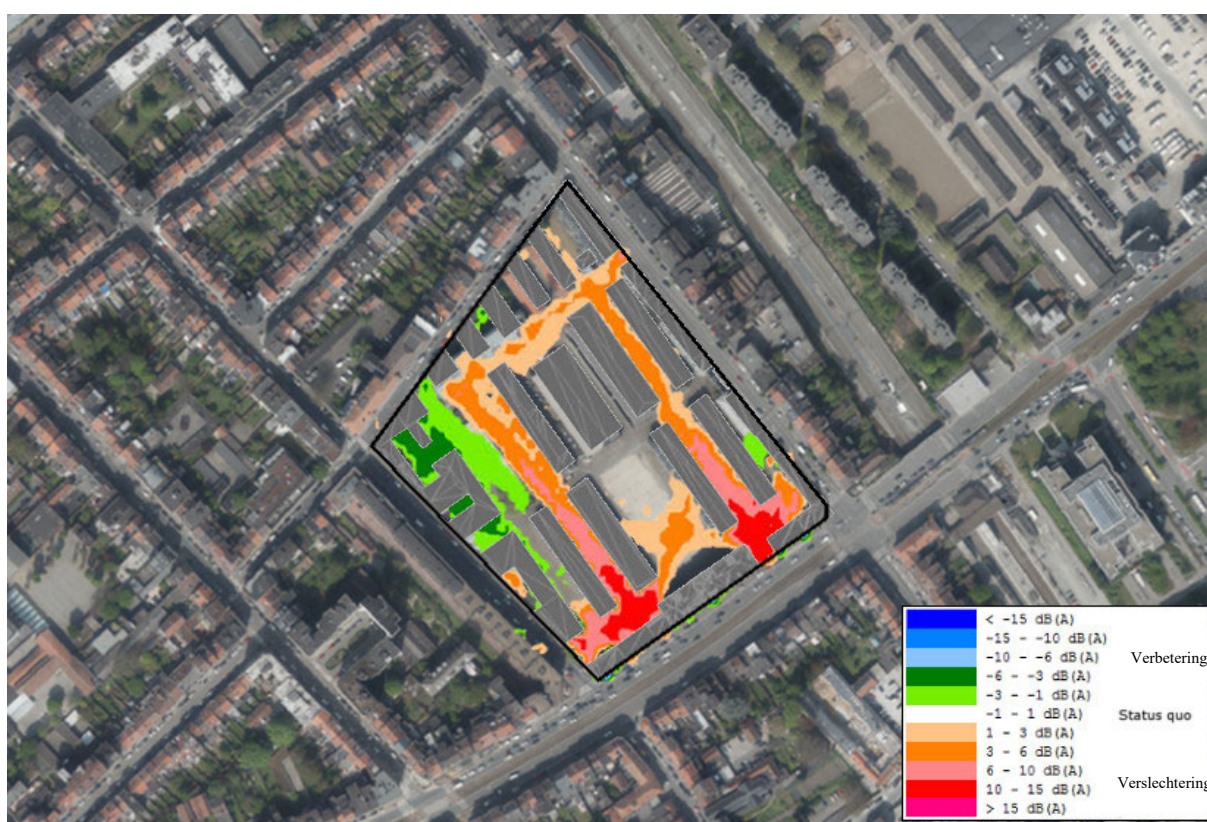 < -15 dB(A)
-15 - -10 dB(A)
-10 - -6 dB(A) Verbetering
-6 - -3 dB(A)
-3 - -1 dB(A)
-1 - 1 dB(A) Status quo
1 - 3 dB(A)
3 - 6 dB(A)
6 - 10 dB(A)
10 - 15 dB(A) Verslechtering
> 15 dB(A)